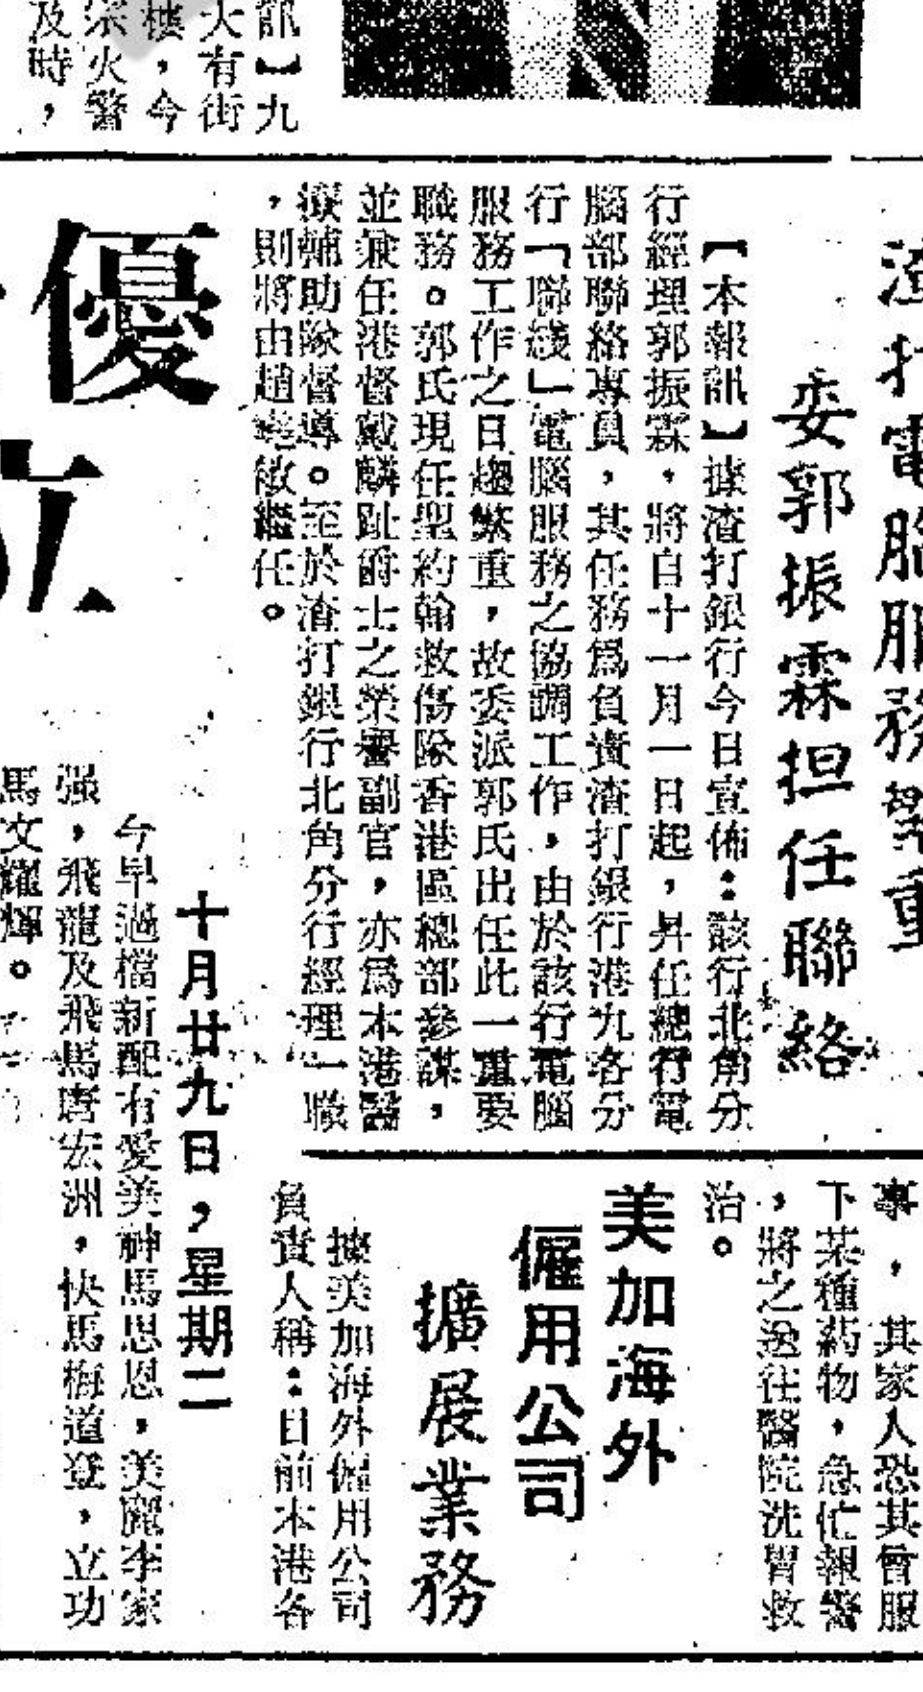 渣打電腦服務繁重
委郭振霖担任聯絡
【本報訊】據渣打銀行今日宣佈：該行北角分
行經理郭振霖，將自十一月一日起，昇任總行電
腦部聯絡專員，其任務爲負責渣打銀行港九各分
行「聯綫」電腦服務之協調工作，由於該行電腦
服務工作之日趨繁重，故委派郭氏出任此一重要
職務。郭氏現任聖約翰救傷隊香港區總部參謀，
並兼任港督戴麟趾爵士之榮譽副官，亦爲本港醫
療輔助隊督導。至於渣打銀行北角分行經理一職
，則將由趙 敏繼任。
訊】九
大有街
樓，今
火警
及時，
事，其家人恐其曾服
下某種葯物，急忙報警
，將之送往醫院洗胃救
治。
美加海外
僱用公司
擴展業務
據美加海外僱用公司
負責人稱：目前本港各
優
立
十月廿九日，星期二
今早過檔新配有愛美神馬思恩，美麗李家
强，飛龍及飛馬唐宏洲，快馬梅道登，立功
馬文耀輝。